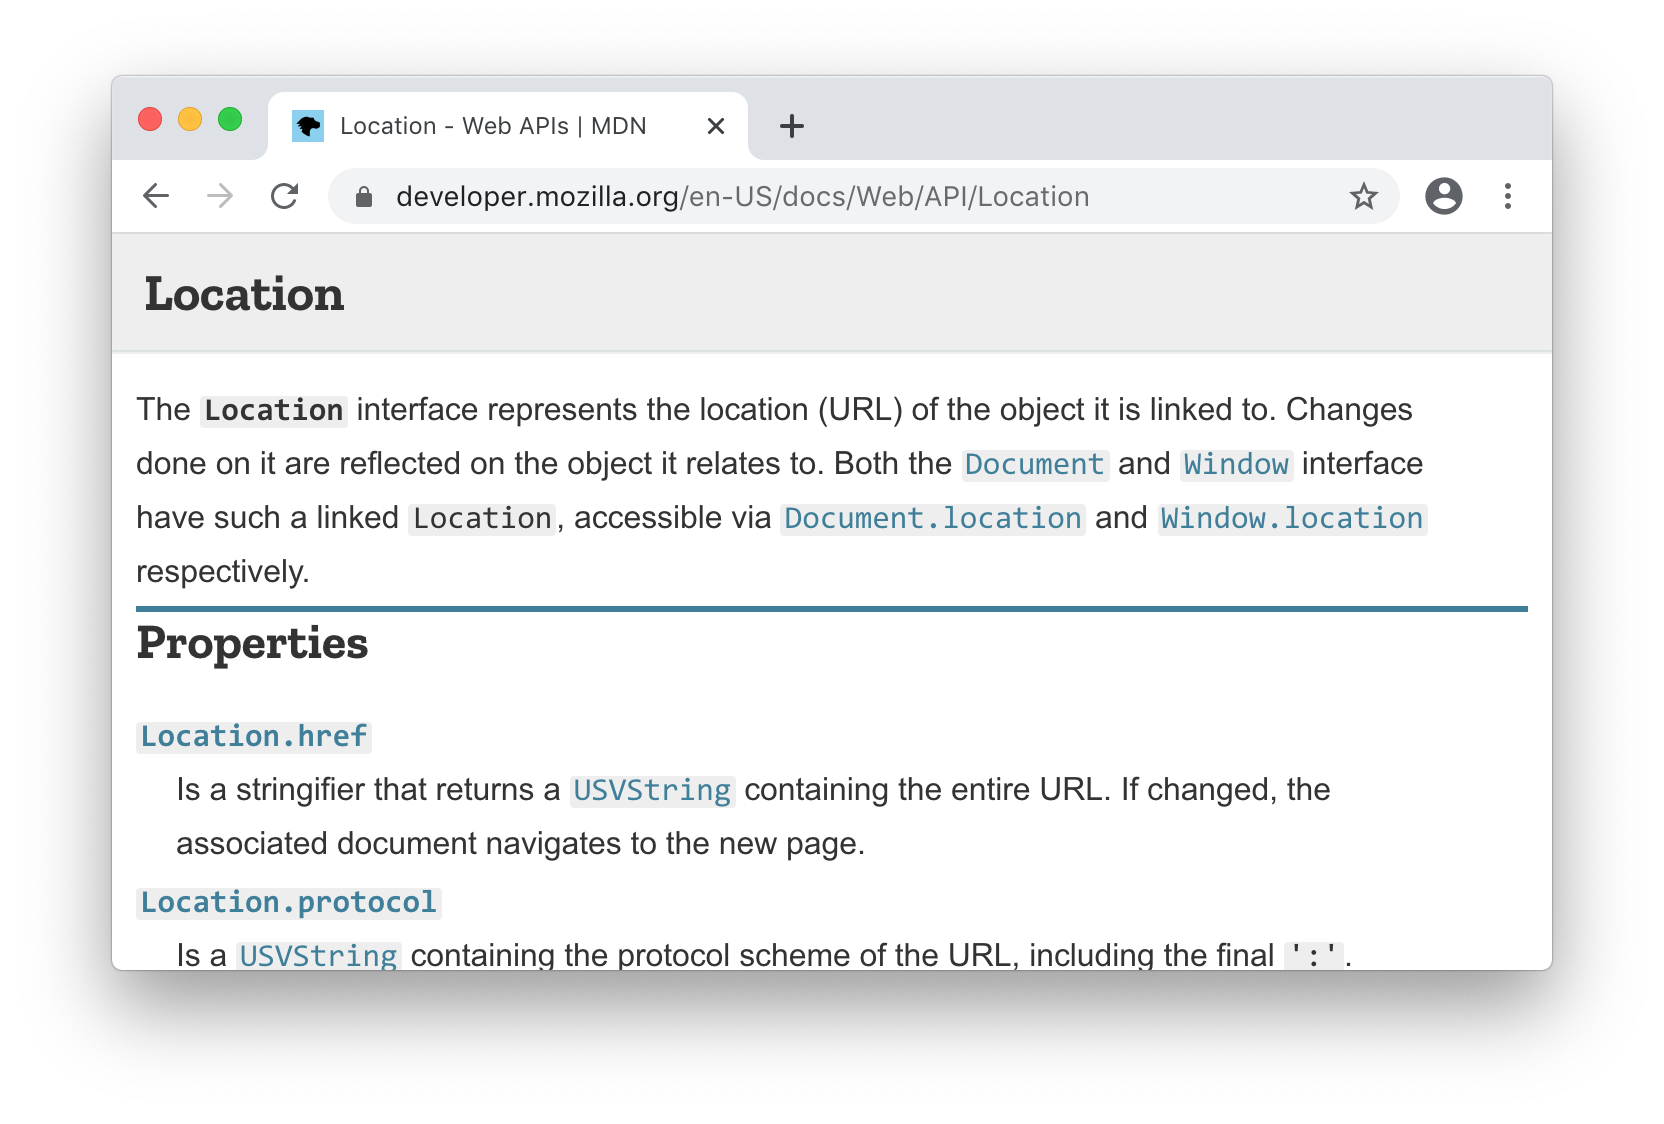 Location - Web APIs | MDN
developer.mozilla.org/en-US/docs/Web/API/Location
Location
The Location interface represents the location (URL) of the object it is linked to. Changes
done on it are reflected on the object it relates to. Both the Document and Window interface
have such a linked Location, accessible via Document.location and Window.location
respectively.
Properties
Location.href
Is a stringifier that returns a USVString containing the entire URL. If changed, the
associated document navigates to the new page.
Location.protocol
Is a USVString containing the protocol scheme of the URL, including the final ':'.